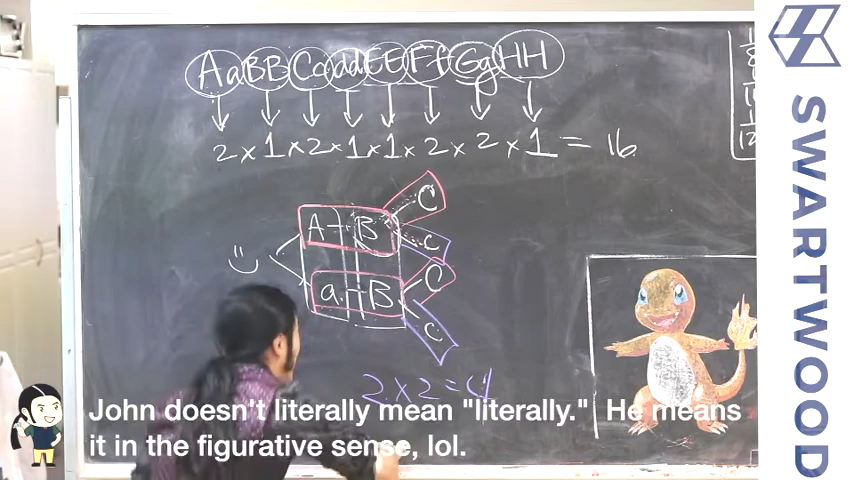 AaBBCcddEEFfGgHH
2 × 1 × 2 × 1 × 1 × 2 × 2 × 1 = 16
A B C
c
a B C
c
2 × 2 = 4
John doesn't literally mean "literally." He means
it in the figurative sense, lol.
SWARTWOOD